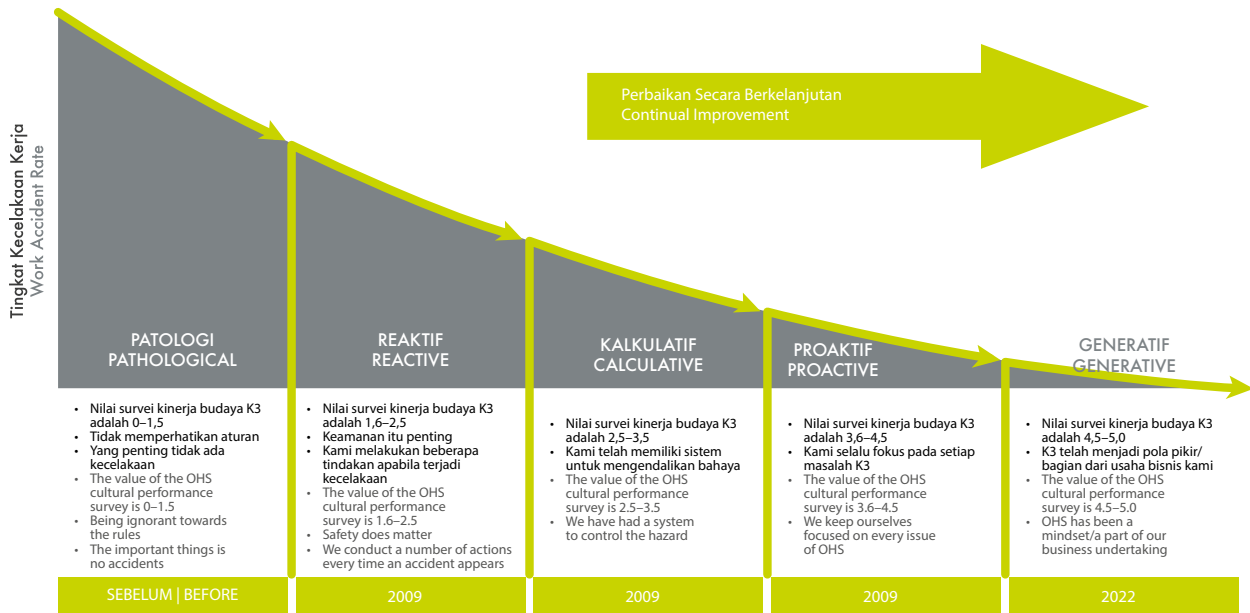 Perbaikan Secara Berkelanjutan
Continual Improvement
Tingkat Kecelakaan Kerja
Work Accident Rate
PATOLOGI
PATHOLOGICAL
• Nilai survei kinerja budaya K3
adalah 0–1,5
• Tidak memperhatikan aturan
• Yang penting tidak ada
kecelakaan
• The value of the OHS
cultural performance
survey is 0–1.5
• Being ignorant towards
the rules
• The important things is
no accidents
SEBELUM | BEFORE
REAKTIF
REACTIVE
• Nilai survei kinerja budaya K3
adalah 1,6–2,5
• Keamanan itu penting
• Kami melakukan beberapa
tindakan apabila terjadi
kecelakaan
• The value of the OHS
cultural performance
survey is 1.6–2.5
• Safety does matter
• We conduct a number of actions
every time an accident appears
2009
KALKULATIF
CALCULATIVE
• Nilai survei kinerja budaya K3
adalah 2,5–3,5
• Kami telah memiliki sistem
untuk mengendalikan bahaya
• The value of the OHS
cultural performance
survey is 2.5–3.5
• We have had a system
to control the hazard
2009
PROAKTIF
PROACTIVE
• Nilai survei kinerja budaya K3
adalah 3,6–4,5
• Kami selalu fokus pada setiap
masalah K3
• The value of the OHS
cultural performance
survey is 3.6–4.5
• We keep ourselves
focused on every issue
of OHS
2009
GENERATIF
GENERATIVE
• Nilai survei kinerja budaya K3
adalah 4,5–5,0
• K3 telah menjadi pola pikir/
bagian dari usaha bisnis kami
• The value of the OHS
cultural performance
survey is 4.5–5.0
• OHS has been a
mindset/a part of our
business undertaking
2022